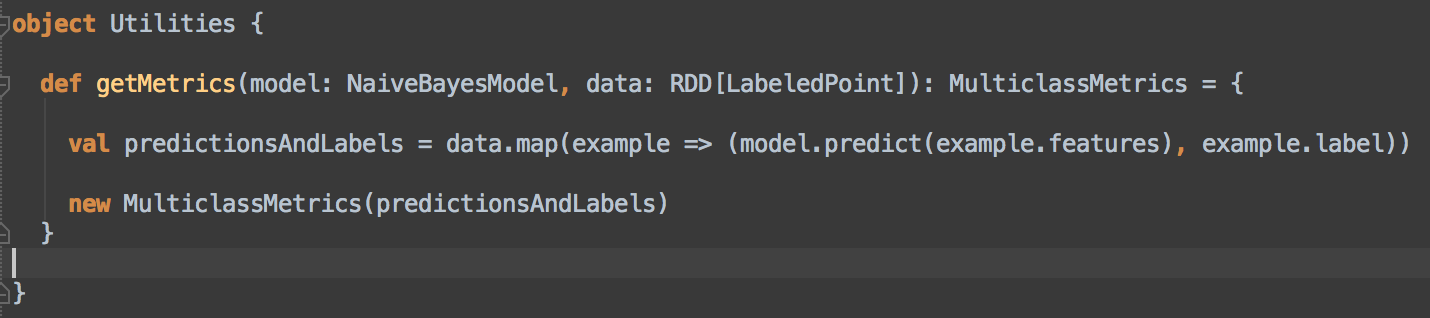 object Utilities {
def getMetrics(model: NaiveBayesModel, data: RDD[LabeledPoint]): MulticlassMetrics = {
val predictionsAndLabels = data.map(example => (model.predict(example.features), example.label))
new MulticlassMetrics(predictionsAndLabels)
}
}